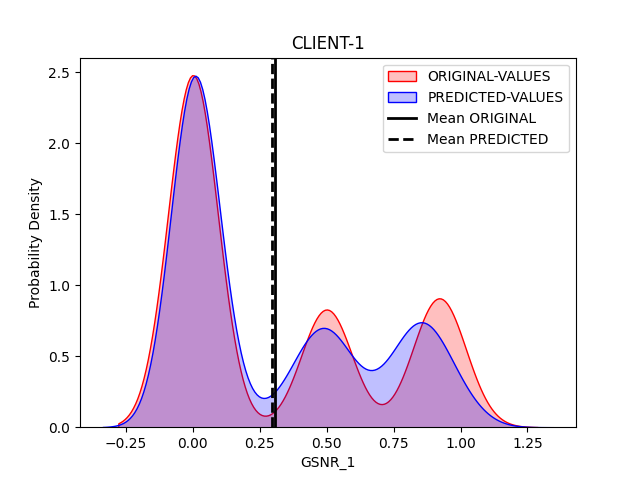 CLIENT-1
ORIGINAL-VALUES
PREDICTED-VALUES
Mean ORIGINAL
Mean PREDICTED
Probability Density
2.5
2.0
1.5
1.0
0.5
0.0
−0.25 0.00 0.25 0.50 0.75 1.00 1.25
GSNR_1